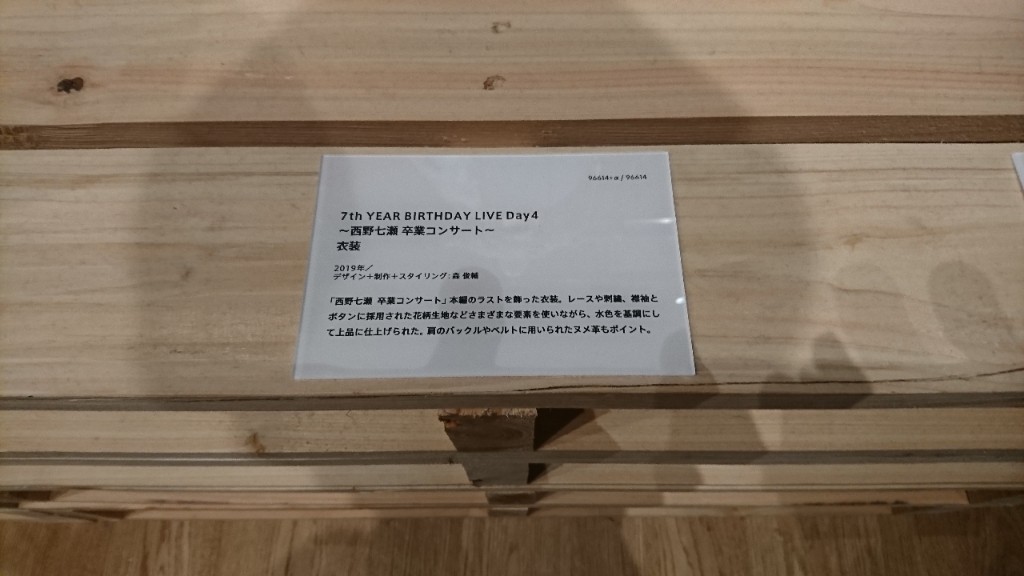 96614+α / 96614
7th YEAR BIRTHDAY LIVE Day4
～西野七瀬 卒業コンサート～
衣装
2019年／
デザイン＋制作＋スタイリング：森 俊輔
「西野七瀬 卒業コンサート」本編のラストを飾った衣装。レースや刺繍、襟袖と
ボタンに採用された花柄生地などさまざまな要素を使いながら、水色を基調にし
て上品に仕上げられた。肩のバックルやベルトに用いられたヌメ革もポイント。